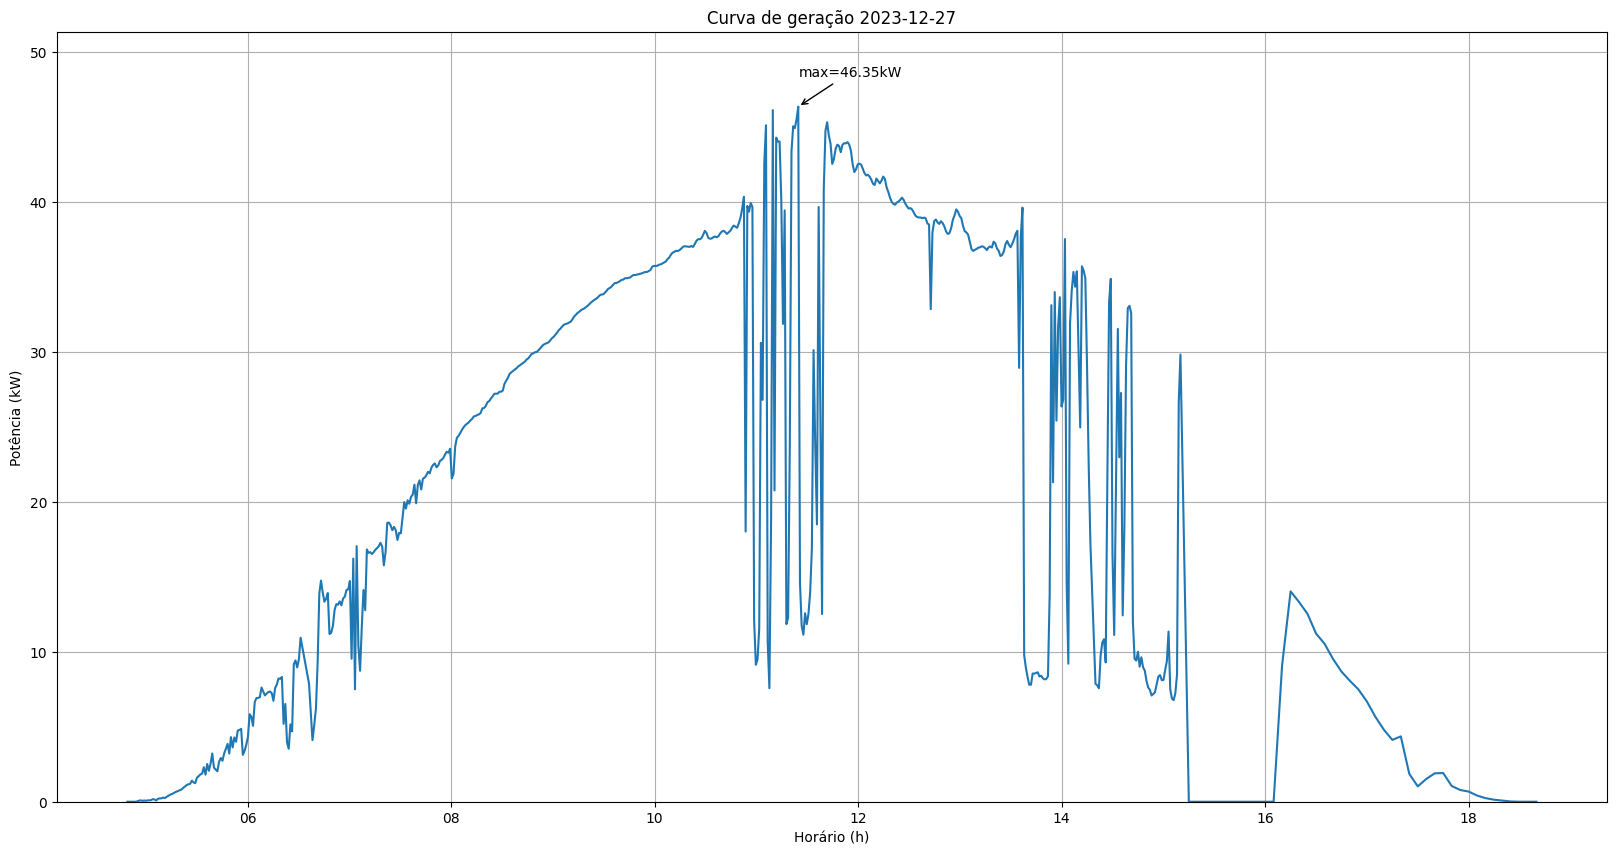 Curva de geração 2023-12-27
max=46.35kW
Potência (kW)
50
40
30
20
10
0
06 08 10 12 14 16 18
Horário (h)